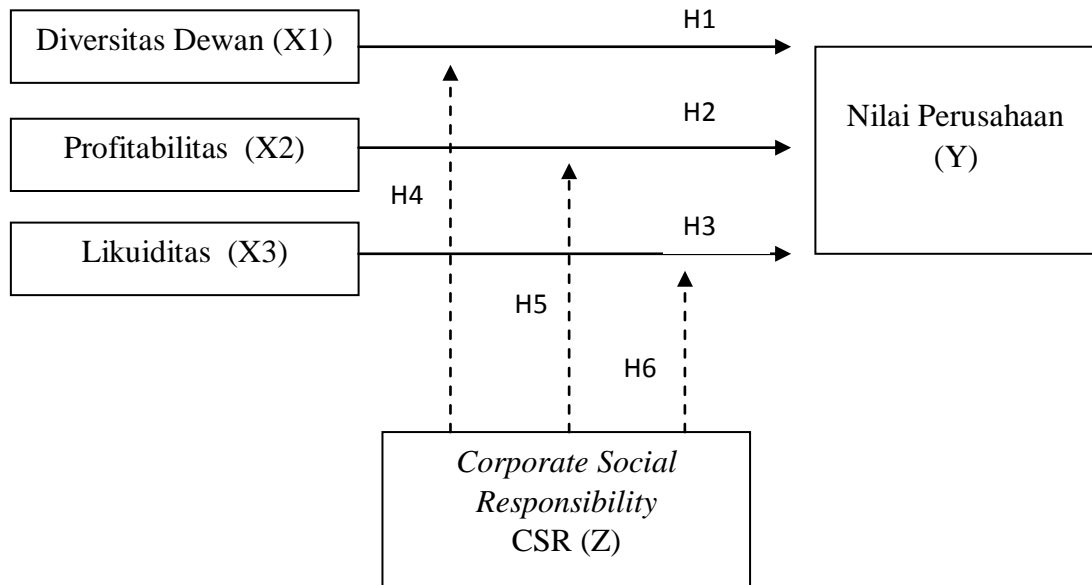 H1
Diversitas Dewan (X1)
H2
Nilai Perusahaan
(Y)
Profitabilitas (X2)
H4
H3
Likuiditas (X3)
H5
H6
Corporate Social
Responsibility
CSR (Z)